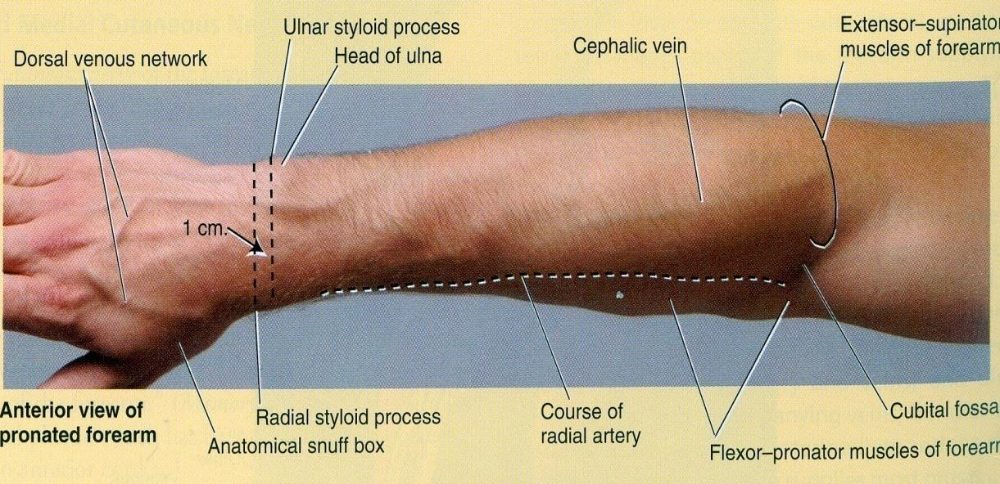 Ulnar styloid process
Head of ulna
Dorsal venous network
Cephalic vein
Extensor–supinator
muscles of forearm
1 cm.
Anterior view of
pronated forearm
Radial styloid process
Anatomical snuff box
Course of
radial artery
Cubital fossa
Flexor–pronator muscles of forearm